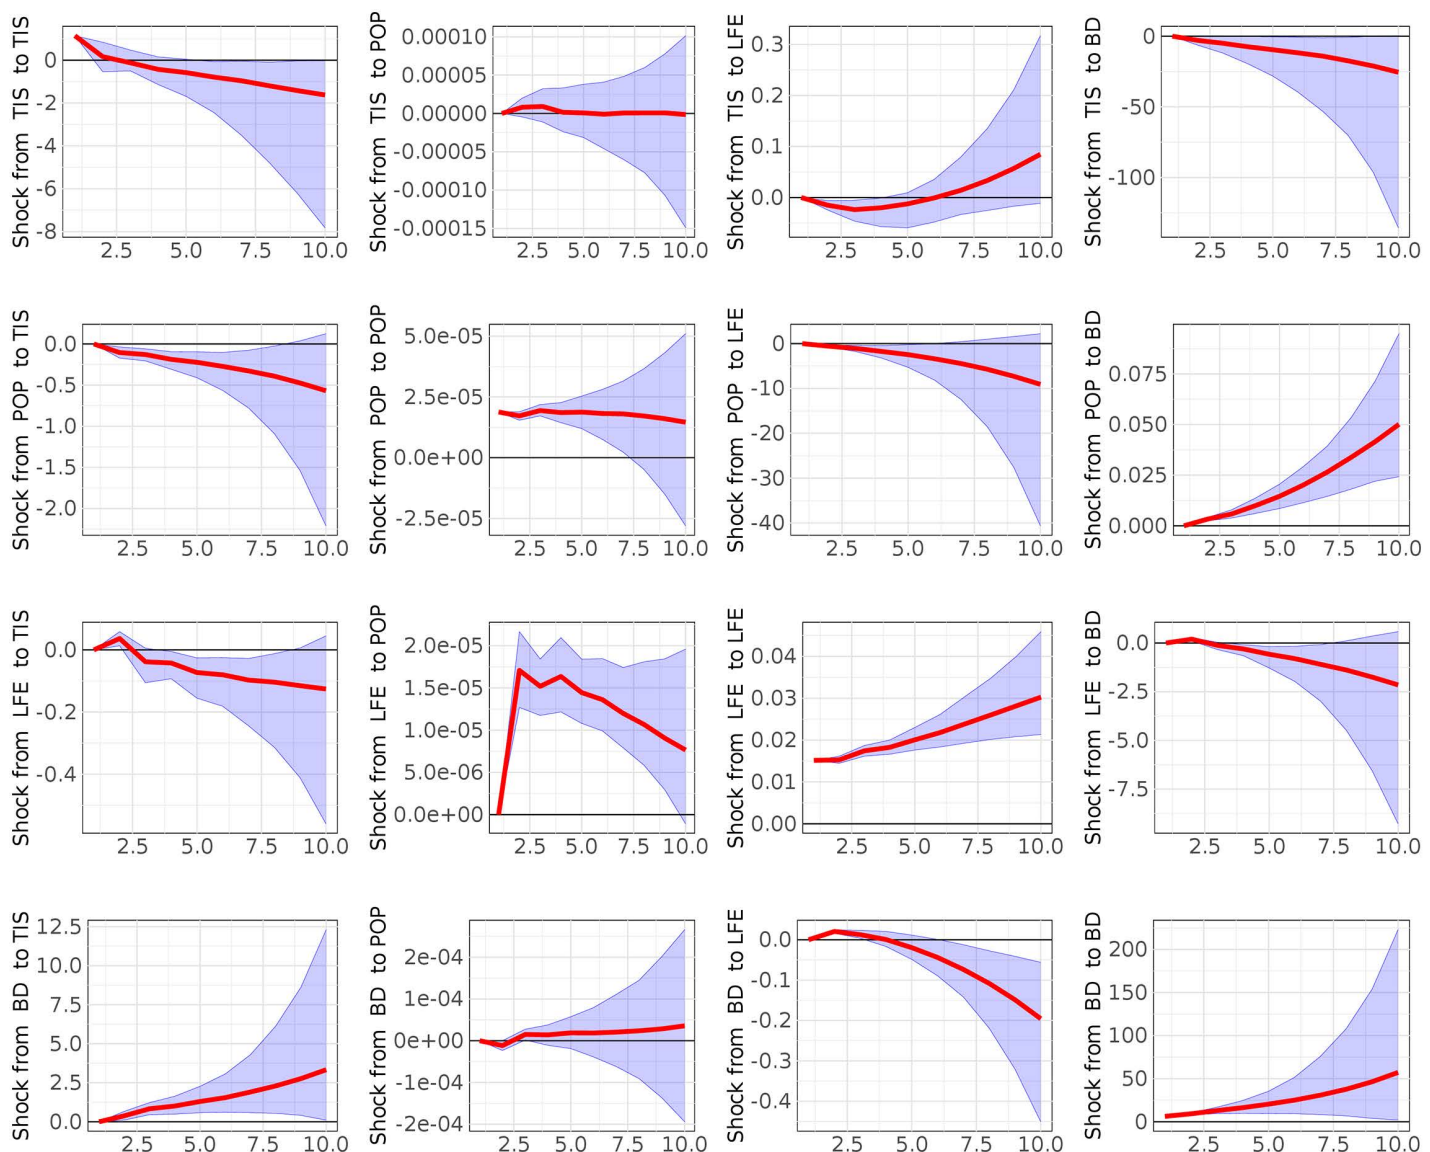 Shock from TIS to TIS
0
-2
-4
-6
-8
2.5 5.0 7.5 10.0
Shock from TIS to POP
0.00010
0.00005
0.00000
-0.00005
-0.00010
-0.00015
2.5 5.0 7.5 10.0
Shock from TIS to LFE
0.3
0.2
0.1
0.0
2.5 5.0 7.5 10.0
Shock from TIS to BD
0
-50
-100
2.5 5.0 7.5 10.0
Shock from POP to TIS
0.0
-0.5
-1.0
-1.5
-2.0
2.5 5.0 7.5 10.0
Shock from POP to POP
5.0e-05
2.5e-05
0.0e+00
-2.5e-05
2.5 5.0 7.5 10.0
Shock from POP to LFE
0
-10
-20
-30
-40
2.5 5.0 7.5 10.0
Shock from POP to BD
0.075
0.050
0.025
0.000
2.5 5.0 7.5 10.0
Shock from LFE to TIS
0.0
-0.2
-0.4
2.5 5.0 7.5 10.0
Shock from LFE to POP
2.0e-05
1.5e-05
1.0e-05
5.0e-06
0.0e+00
2.5 5.0 7.5 10.0
Shock from LFE to LFE
0.04
0.03
0.02
0.01
0.00
2.5 5.0 7.5 10.0
Shock from LFE to BD
0.0
-2.5
-5.0
-7.5
2.5 5.0 7.5 10.0
Shock from BD to TIS
12.5
10.0
7.5
5.0
2.5
0.0
2.5 5.0 7.5 10.0
Shock from BD to POP
2e-04
1e-04
0e+00
-1e-04
-2e-04
2.5 5.0 7.5 10.0
Shock from BD to LFE
0.0
-0.1
-0.2
-0.3
-0.4
2.5 5.0 7.5 10.0
Shock from BD to BD
200
150
100
50
0
2.5 5.0 7.5 10.0